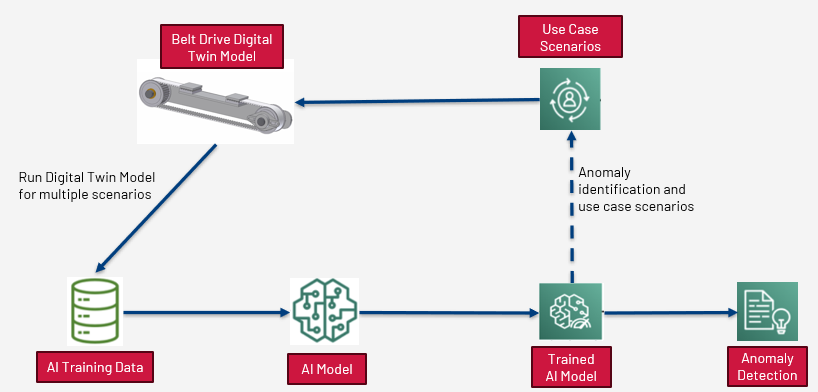 Belt Drive Digital
Twin Model
Use Case
Scenarios
Run Digital Twin Model
for multiple scenarios
Anomaly
identification and
use case scenarios
AI Training Data
AI Model
Trained
AI Model
Anomaly
Detection